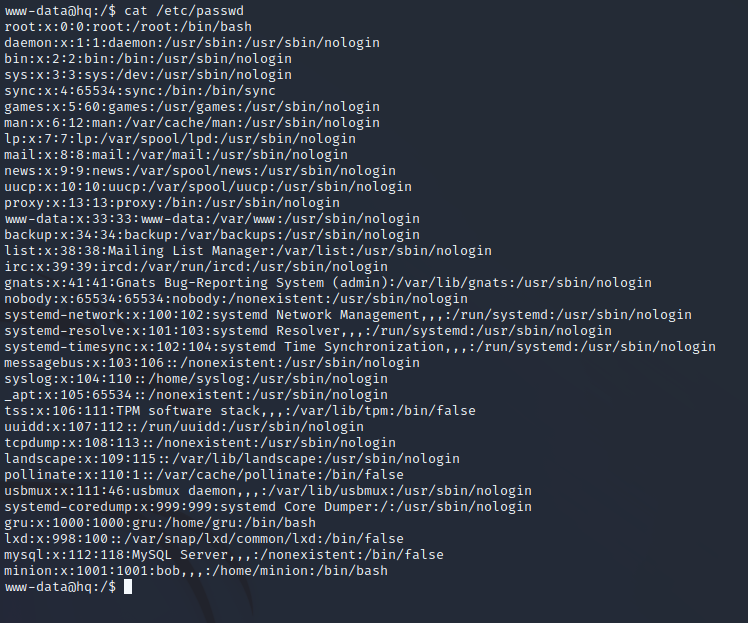 www-data@hq:/$ cat /etc/passwd
root:x:0:0:root:/root:/bin/bash
daemon:x:1:1:daemon:/usr/sbin:/usr/sbin/nologin
bin:x:2:2:bin:/bin:/usr/sbin/nologin
sys:x:3:3:sys:/dev:/usr/sbin/nologin
sync:x:4:65534:sync:/bin:/bin/sync
games:x:5:60:games:/usr/games:/usr/sbin/nologin
man:x:6:12:man:/var/cache/man:/usr/sbin/nologin
lp:x:7:7:lp:/var/spool/lpd:/usr/sbin/nologin
mail:x:8:8:mail:/var/mail:/usr/sbin/nologin
news:x:9:9:news:/var/spool/news:/usr/sbin/nologin
uucp:x:10:10:uucp:/var/spool/uucp:/usr/sbin/nologin
proxy:x:13:13:proxy:/bin:/usr/sbin/nologin
www-data:x:33:33:www-data:/var/www:/usr/sbin/nologin
backup:x:34:34:backup:/var/backups:/usr/sbin/nologin
list:x:38:38:Mailing List Manager:/var/list:/usr/sbin/nologin
irc:x:39:39:ircd:/var/run/ircd:/usr/sbin/nologin
gnats:x:41:41:Gnats Bug-Reporting System (admin):/var/lib/gnats:/usr/sbin/nologin
nobody:x:65534:65534:nobody:/nonexistent:/usr/sbin/nologin
systemd-network:x:100:102:systemd Network Management,,,:/run/systemd:/usr/sbin/nologin
systemd-resolve:x:101:103:systemd Resolver,,,:/run/systemd:/usr/sbin/nologin
systemd-timesync:x:102:104:systemd Time Synchronization,,,:/run/systemd:/usr/sbin/nologin
messagebus:x:103:106::/nonexistent:/usr/sbin/nologin
syslog:x:104:110::/home/syslog:/usr/sbin/nologin
_apt:x:105:65534::/nonexistent:/usr/sbin/nologin
tss:x:106:111:TPM software stack,,,:/var/lib/tpm:/bin/false
uuidd:x:107:112::/run/uuidd:/usr/sbin/nologin
tcpdump:x:108:113::/nonexistent:/usr/sbin/nologin
landscape:x:109:115::/var/lib/landscape:/usr/sbin/nologin
pollinate:x:110:1::/var/cache/pollinate:/bin/false
usbmux:x:111:46:usbmux daemon,,,:/var/lib/usbmux:/usr/sbin/nologin
systemd-coredump:x:999:999:systemd Core Dumper:/:/usr/sbin/nologin
gru:x:1000:1000:gru:/home/gru:/bin/bash
lxd:x:998:100::/var/snap/lxd/common/lxd:/bin/false
mysql:x:112:118:MySQL Server,,,:/nonexistent:/bin/false
minion:x:1001:1001:bob,,,:/home/minion:/bin/bash
www-data@hq:/$